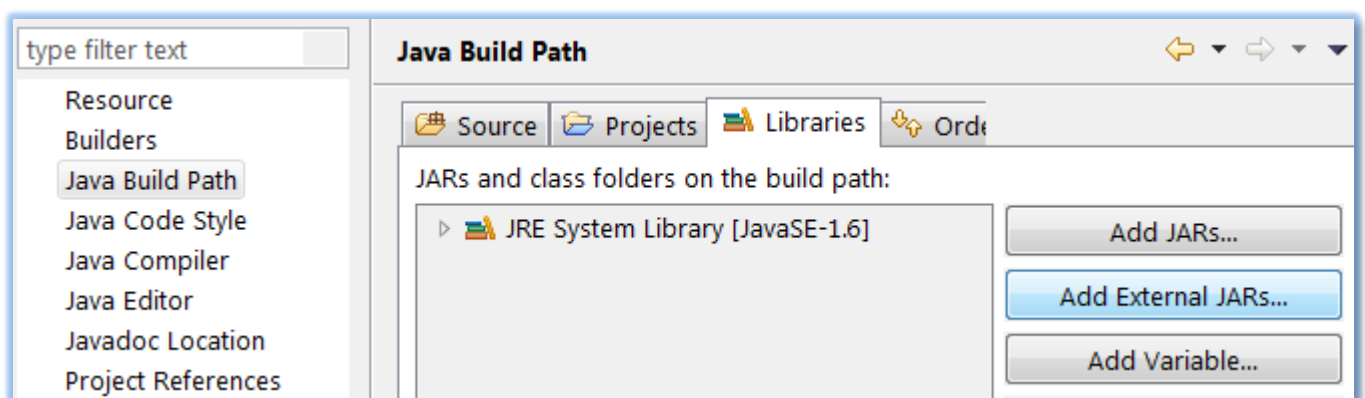 type filter text
Resource
Builders
Java Build Path
Java Code Style
Java Compiler
Java Editor
Javadoc Location
Project References
Java Build Path
Source Projects Libraries
JARs and class folders on the build path:
JRE System Library [JavaSE-1.6]
Add JARs...
Add External JARs...
Add Variable...